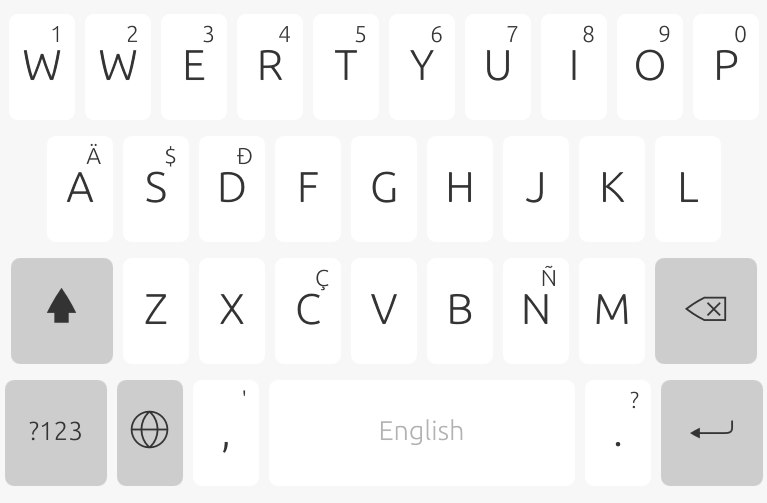 1 2 3 4 5 6 7 8 9 0
W W E R T Y U I O P
Ä $ Đ
A S D F G H J K L
Ç Ñ
Z X C V B N M
' ?
?123 , English .